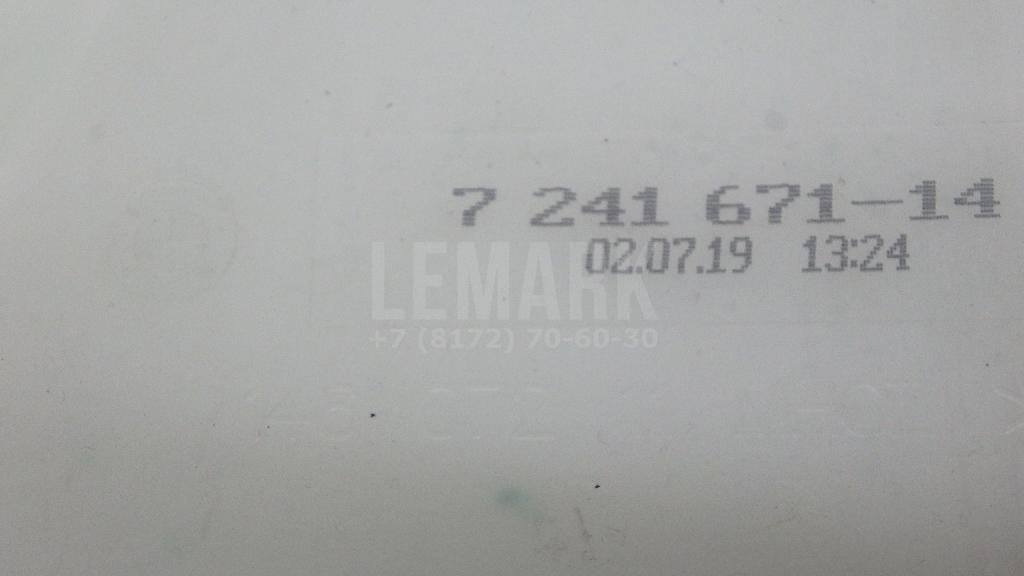 7 241 671-14
02.07.19 13:24
LEMARK
+7 (8172) 70-60-30